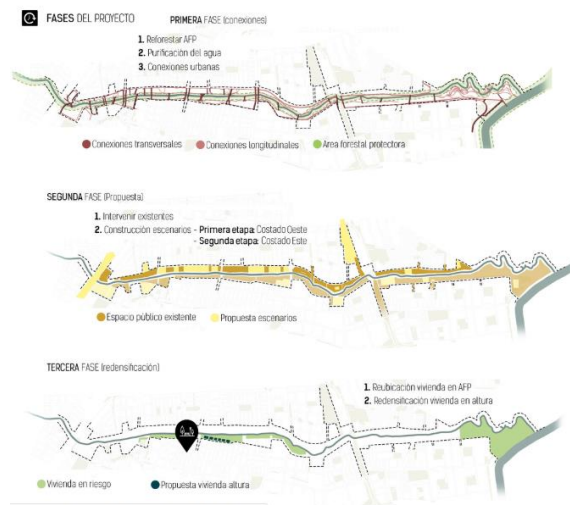 FASES DEL PROYECTO
PRIMERA FASE (conexiones)
1. Reforestar AFP
2. Purificación del agua
3. Conexiones urbanas
Conexiones transversales
Conexiones longitudinales
Area forestal protectora
SEGUNDA FASE (Propuesta)
1. Intervenir existentes
2. Construcción escenarios - Primera etapa: Costado Oeste
- Segunda etapa: Costado Este
Espacio público existente
Propuesta escenarios
TERCERA FASE (redensificación)
1. Reubicación vivienda en AFP
2. Redensificación vivienda en altura
Vivienda en riesgo
Propuesta vivienda altura